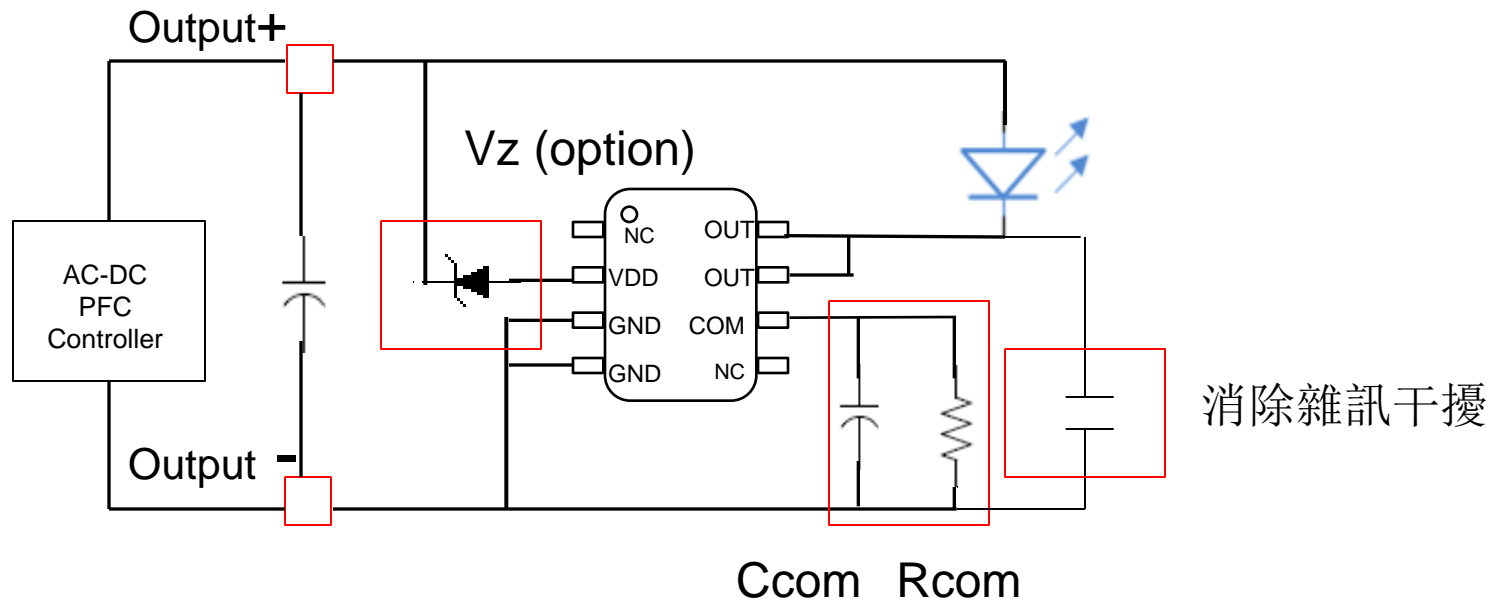 Output+
Vz (option)
AC-DC
PFC
Controller
NC
VDD
GND
GND
OUT
OUT
COM
NC
消除雜訊干擾
Output -
Ccom Rcom